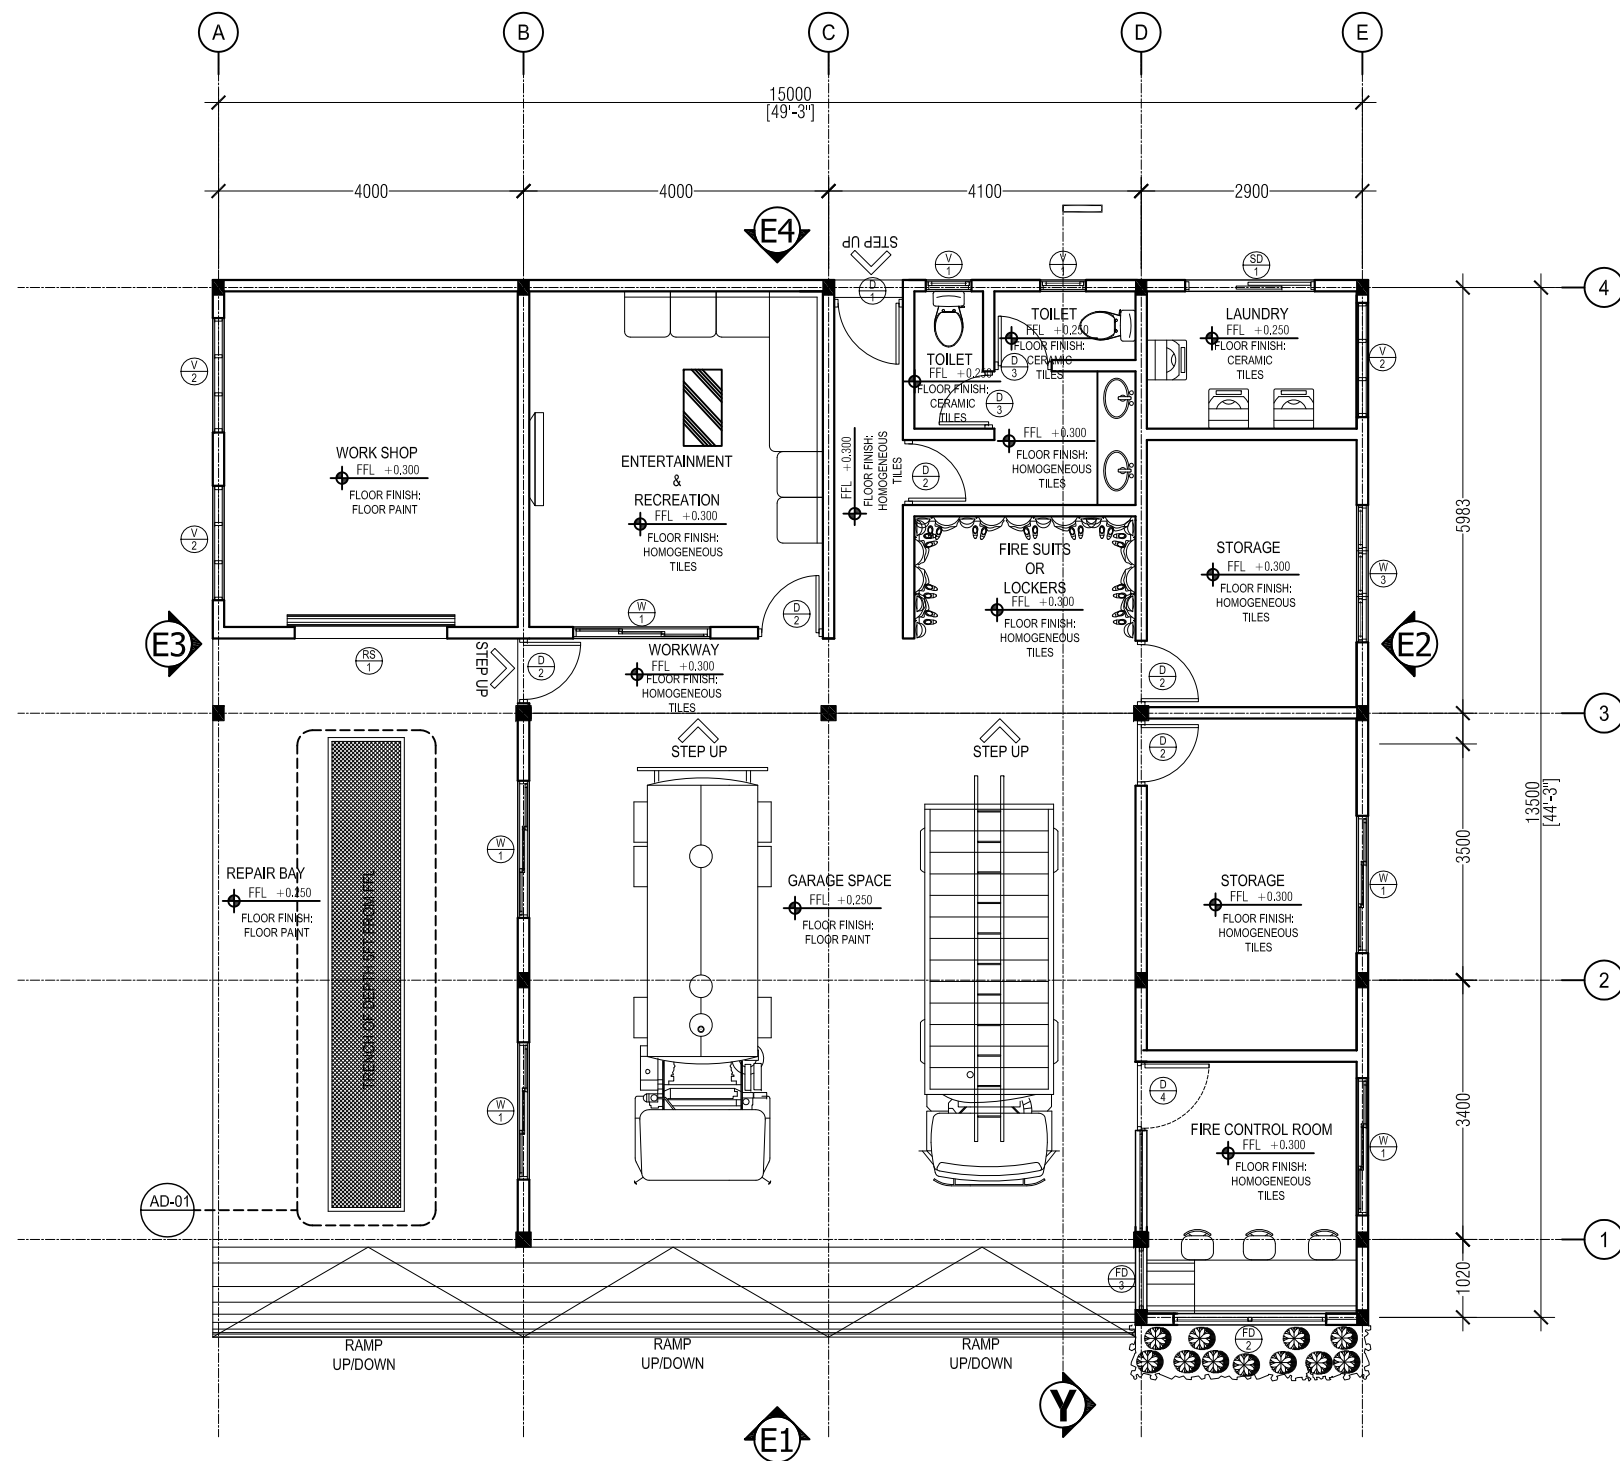 A
B
C
D
E
15000
[49'-3"]
4000
4000
4100
2900
E4
STEP UP
D
1
V
1
V
1
SD
1
4
WORK SHOP
FFL +0.300
FLOOR FINISH:
FLOOR PAINT
V
2
V
2
ENTERTAINMENT
&
RECREATION
FFL +0.300
FLOOR FINISH:
HOMOGENEOUS
TILES
FFL +0.300
FLOOR FINISH:
HOMOGENEOUS
TILES
TOILET
FFL +0.250
FLOOR FINISH:
CERAMIC
TILES
TOILET
FFL +0.250
FLOOR FINISH:
CERAMIC
TILES
D
3
D
3
FFL +0.300
FLOOR FINISH:
HOMOGENEOUS
TILES
D
2
LAUNDRY
FFL +0.250
FLOOR FINISH:
CERAMIC
TILES
V
2
FIRE SUITS
OR
LOCKERS
FFL +0.300
FLOOR FINISH:
HOMOGENEOUS
TILES
STORAGE
FFL +0.300
FLOOR FINISH:
HOMOGENEOUS
TILES
W
3
5983
13500
[44'-3"]
E3
RS
1
STEP UP
D
2
W
1
D
2
WORKWAY
FFL +0.300
FLOOR FINISH:
HOMOGENEOUS
TILES
D
2
E2
3
STEP UP
STEP UP
D
2
W
1
REPAIR BAY
FFL +0.250
FLOOR FINISH:
FLOOR PAINT
TRENCH OF DEPTH 5FT FROM FFL
GARAGE SPACE
FFL +0.250
FLOOR FINISH:
FLOOR PAINT
STORAGE
FFL +0.300
FLOOR FINISH:
HOMOGENEOUS
TILES
W
1
3500
2
W
1
D
4
FIRE CONTROL ROOM
FFL +0.300
FLOOR FINISH:
HOMOGENEOUS
TILES
W
1
3400
AD-01
1
FD
3
1020
FD
2
RAMP
UP/DOWN
RAMP
UP/DOWN
RAMP
UP/DOWN
Y
E1